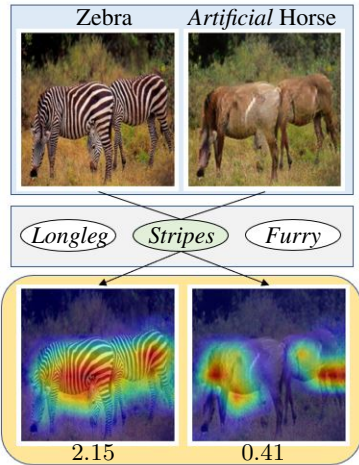 Zebra
Artificial Horse
Longleg
Stripes
Furry
2.15
0.41